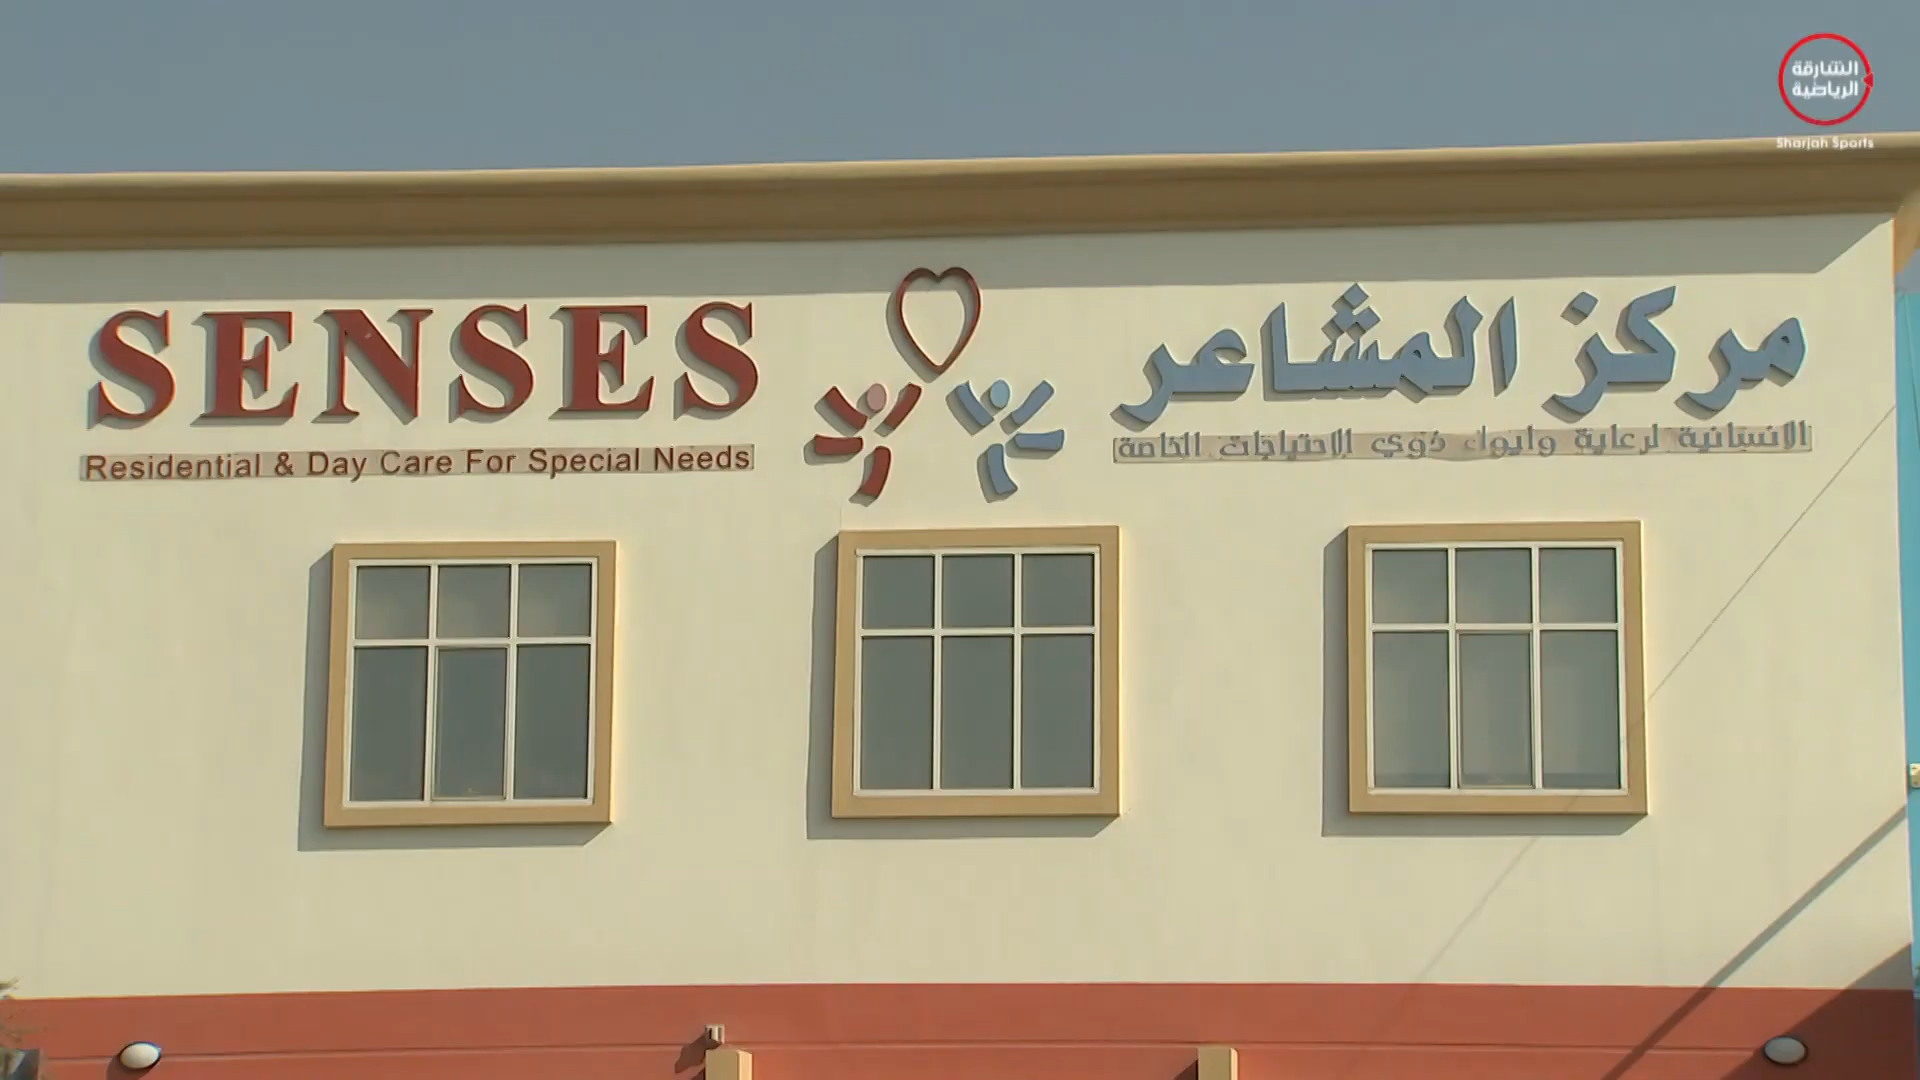 الشارقة
الرياضية
Sharjah Sports
SENSES
Residential & Day Care For Special Needs
مركز المشاعر
الانسانية لرعاية وايواء ذوي الاحتياجات الخاصة